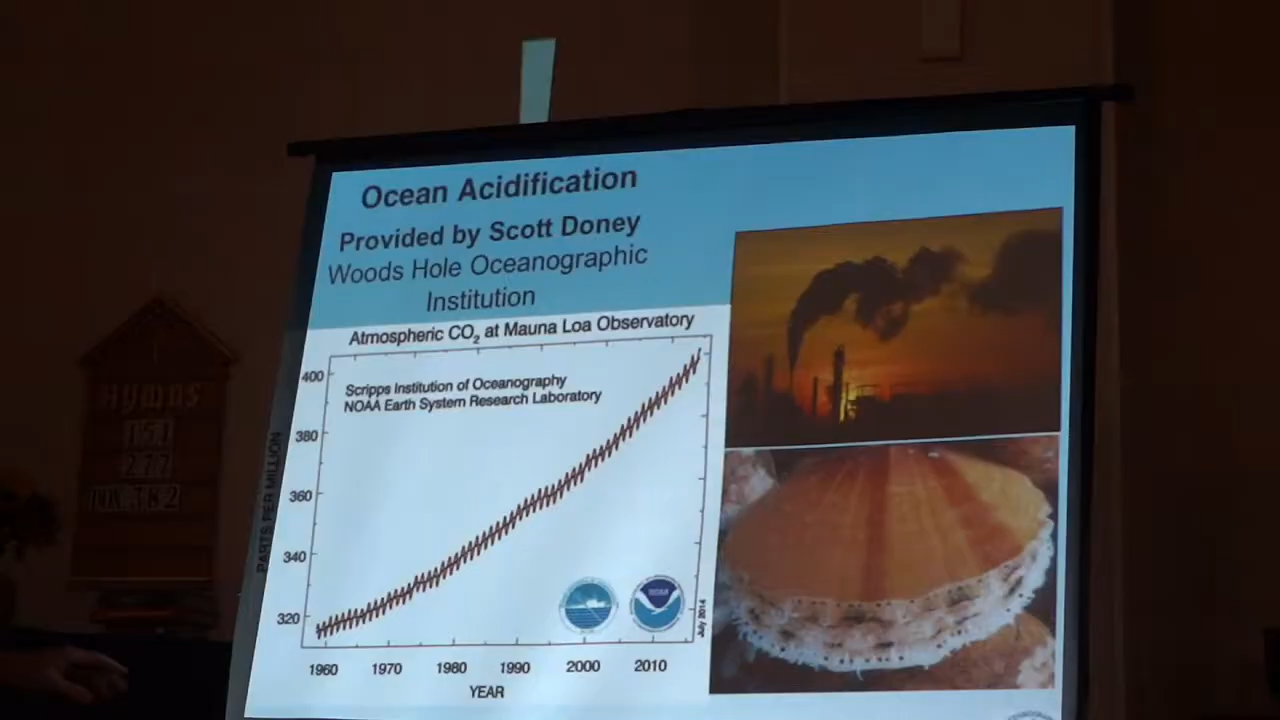 Ocean Acidification
Provided by Scott Doney
Woods Hole Oceanographic
Institution
Atmospheric CO₂ at Mauna Loa Observatory
Scripps Institution of Oceanography
NOAA Earth System Research Laboratory
PARTS PER MILLION
400
380
360
340
320
1960 1970 1980 1990 2000 2010
YEAR
July 2014
NOAA
Hymns
151
277